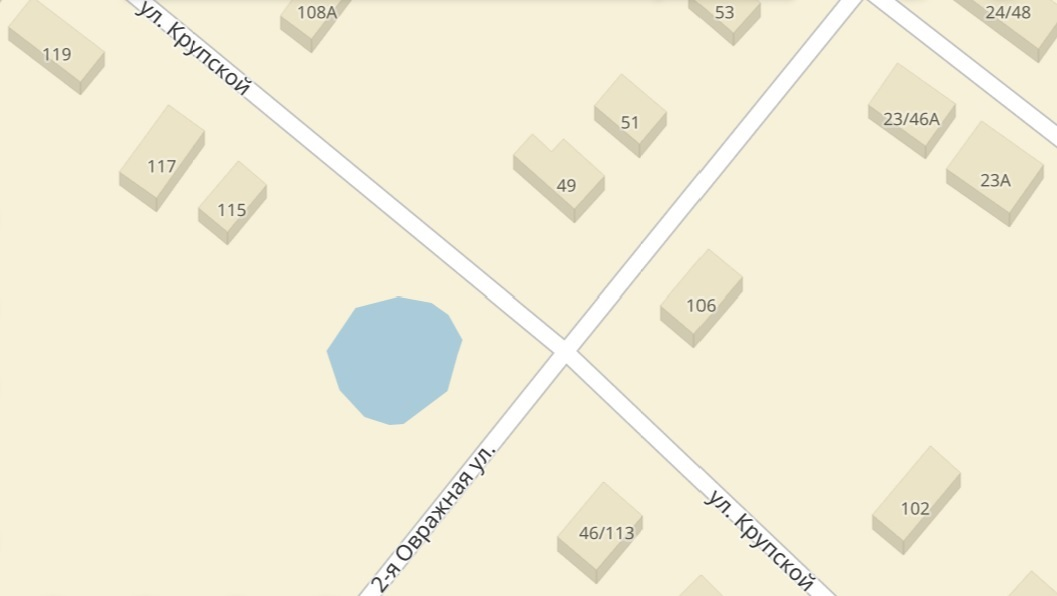 108А
53
24/48
ул. Крупской
119
51
23/46А
117
49
23А
115
106
2-я Овражная ул.
46/113
102
ул. Крупской